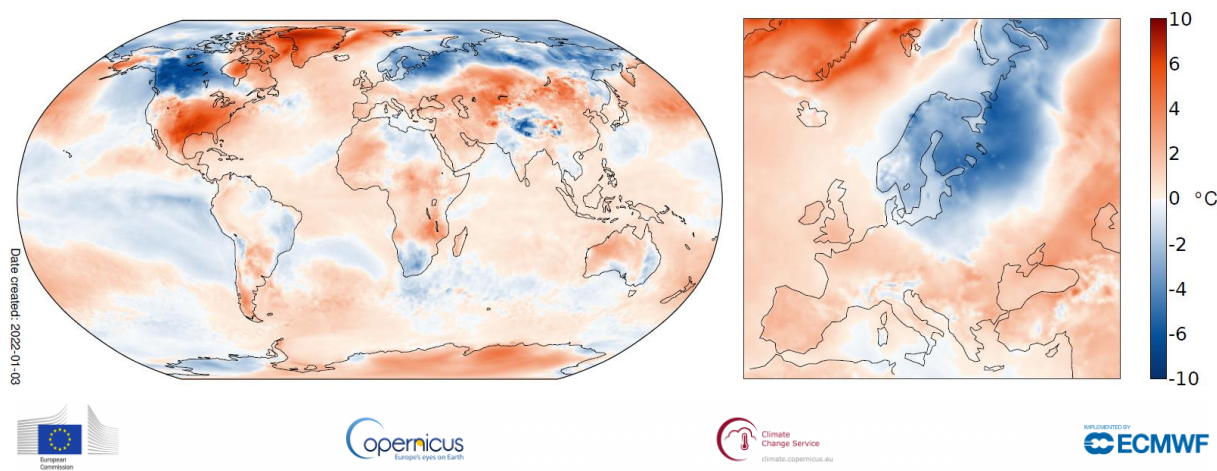 10
6
4
2
0
-2
-4
-6
-10
°C
Date created: 2022-01-03
European
Commission
opernicus
Europe's eyes on Earth
Climate
Change Service
climate.copernicus.eu
IMPLEMENTED BY
ECMWF